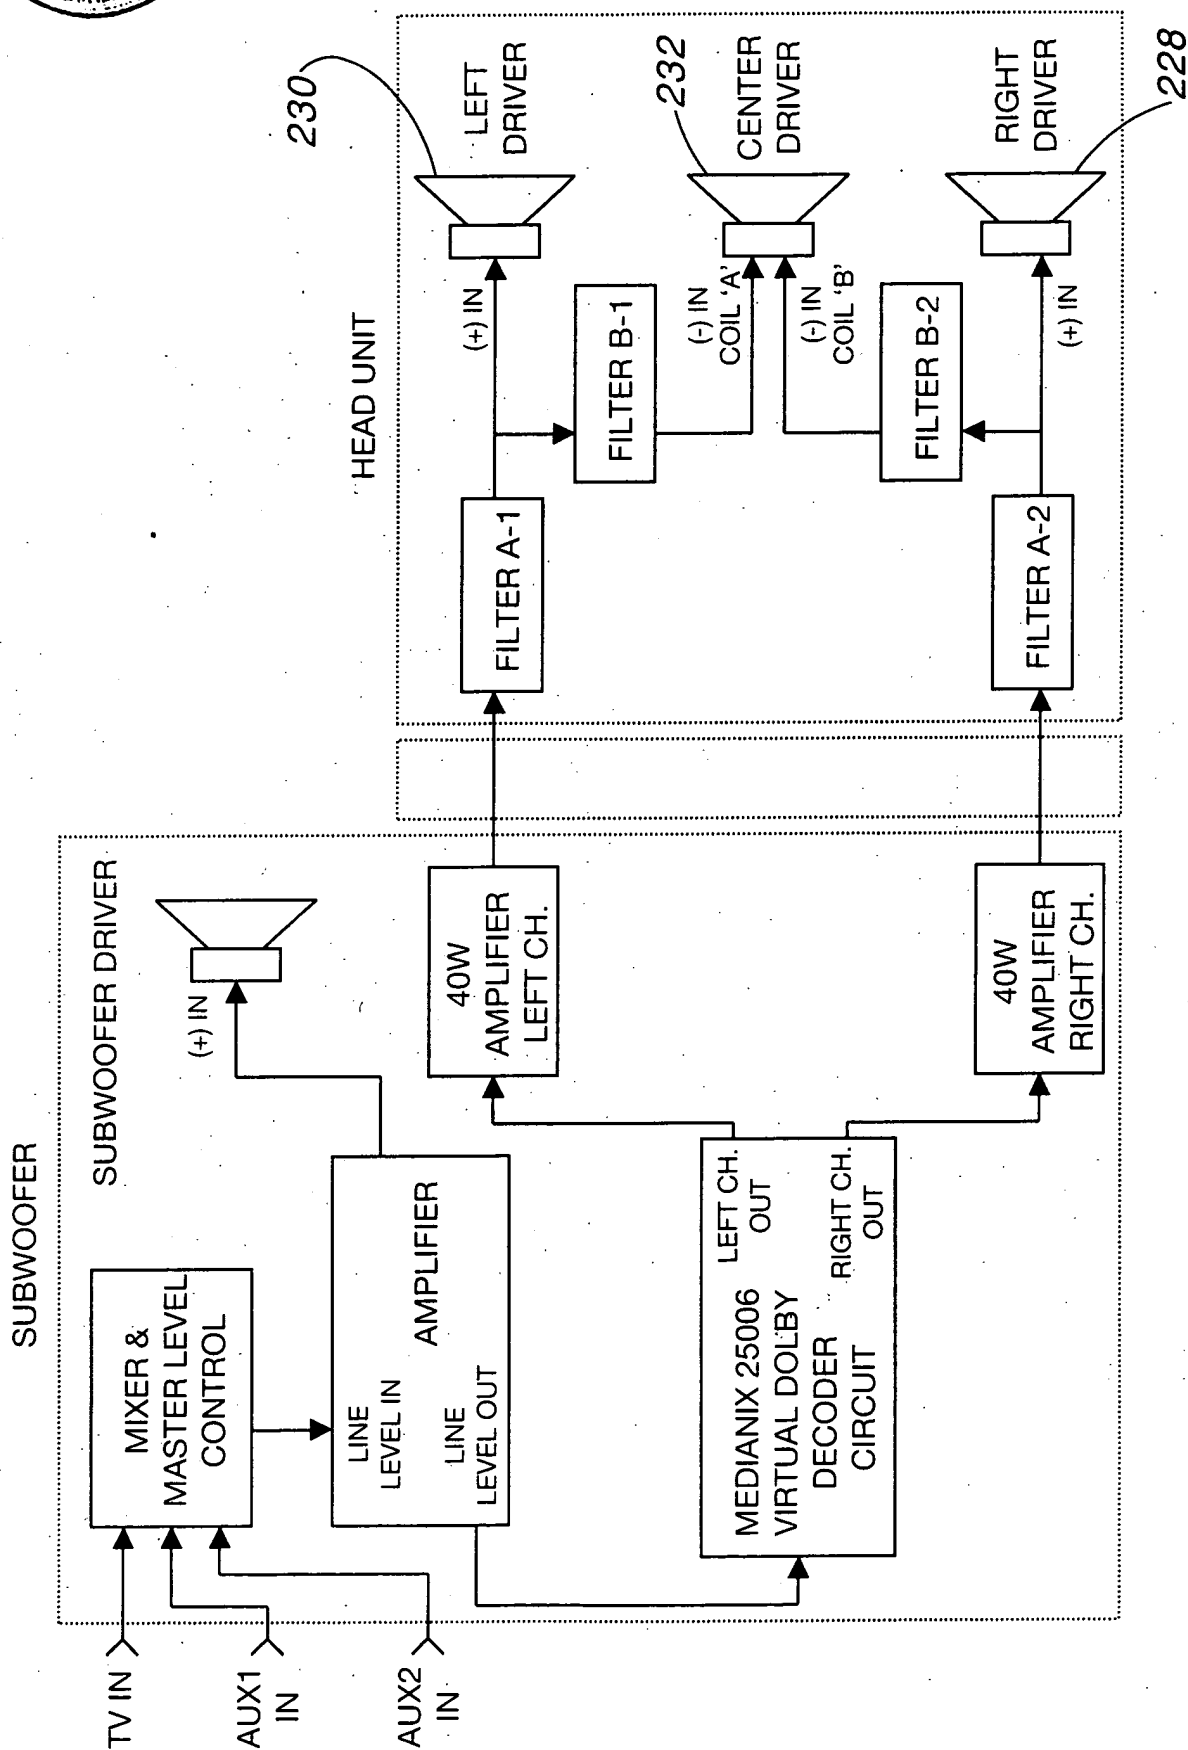 SUBWOOFER
TV IN
AUX1
IN
AUX2
IN
MIXER &
MASTER LEVEL
CONTROL
SUBWOOFER DRIVER
(+) IN
LINE
LEVEL IN
AMPLIFIER
LINE
LEVEL OUT
MEDIANIX 25006
VIRTUAL DOLBY
DECODER
CIRCUIT
LEFT CH.
OUT
RIGHT CH.
OUT
40W
AMPLIFIER
LEFT CH.
40W
AMPLIFIER
RIGHT CH.
HEAD UNIT
FILTER A-1
FILTER B-1
FILTER B-2
FILTER A-2
(+) IN
(-) IN
COIL 'A'
(-) IN
COIL 'B'
(+) IN
230
LEFT
DRIVER
232
CENTER
DRIVER
RIGHT
DRIVER
228